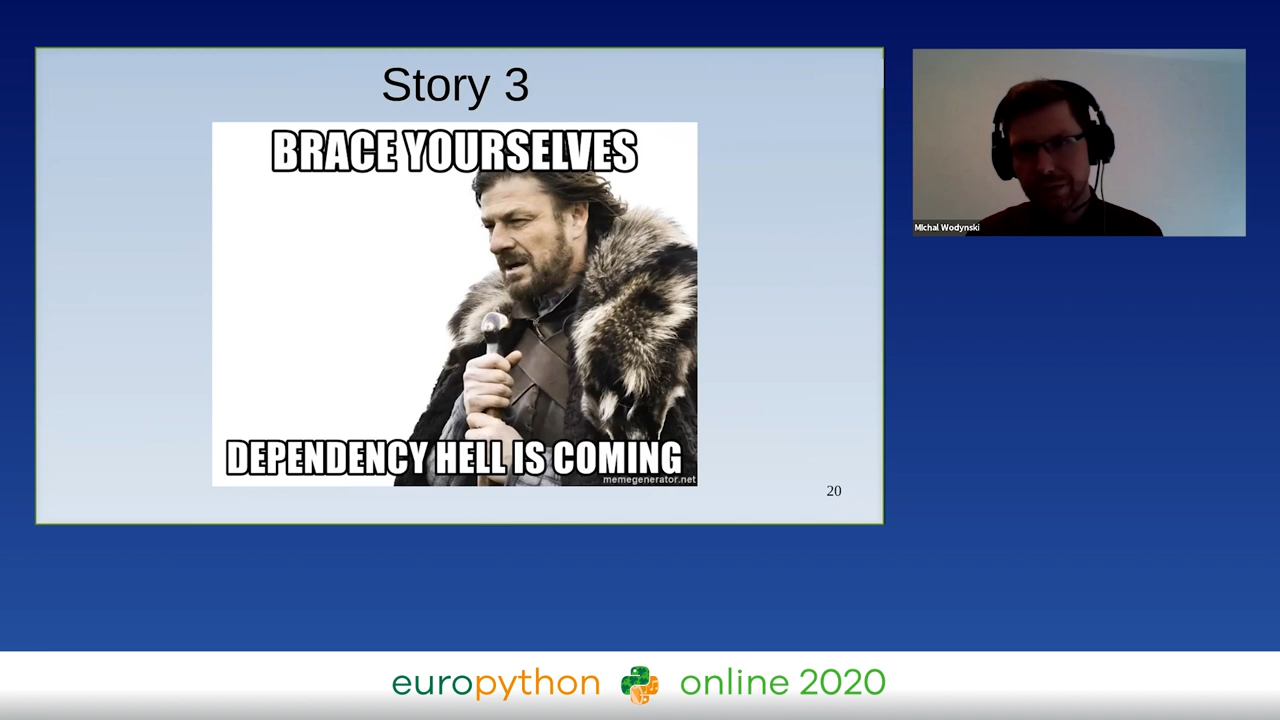 Story 3
BRACE YOURSELVES
DEPENDENCY HELL IS COMING
memegenerator.net
20
Michal Wodynski
europython online 2020